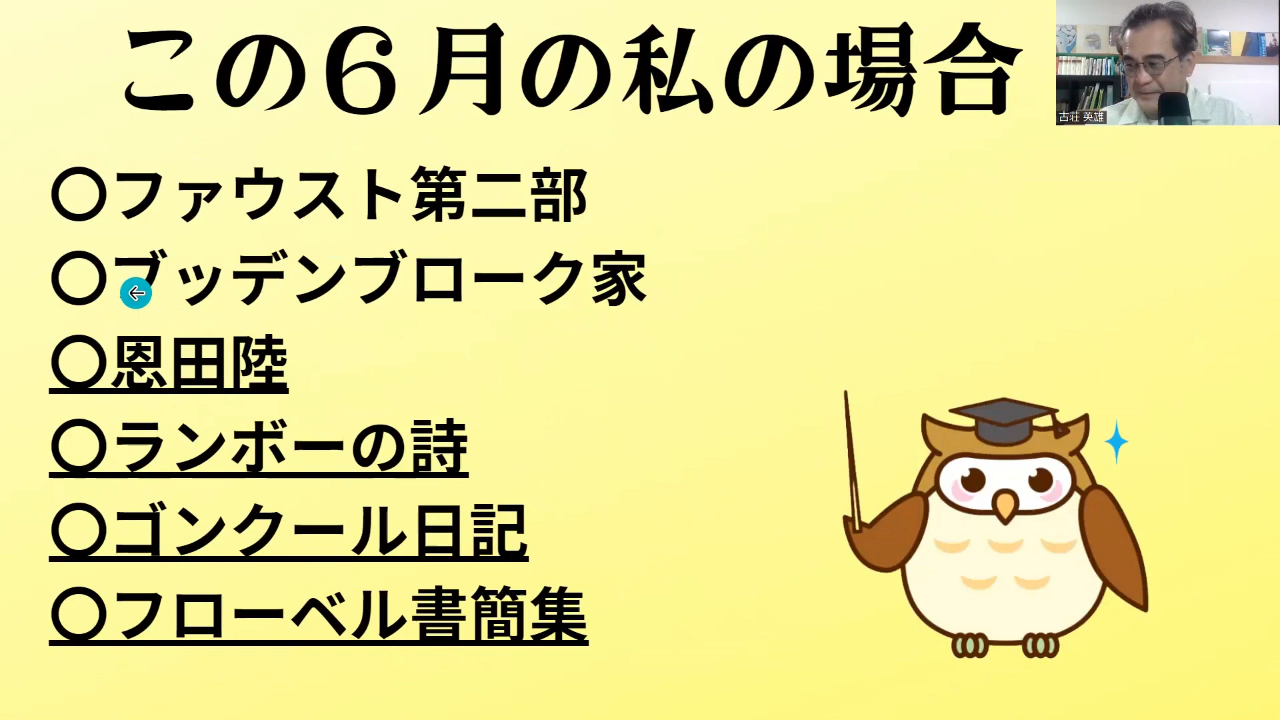 この６月の私の場合
古荘 英雄
〇ファウスト第二部
〇ブッデンブローク家
〇恩田陸
〇ランボーの詩
〇ゴンクール日記
〇フローベル書簡集